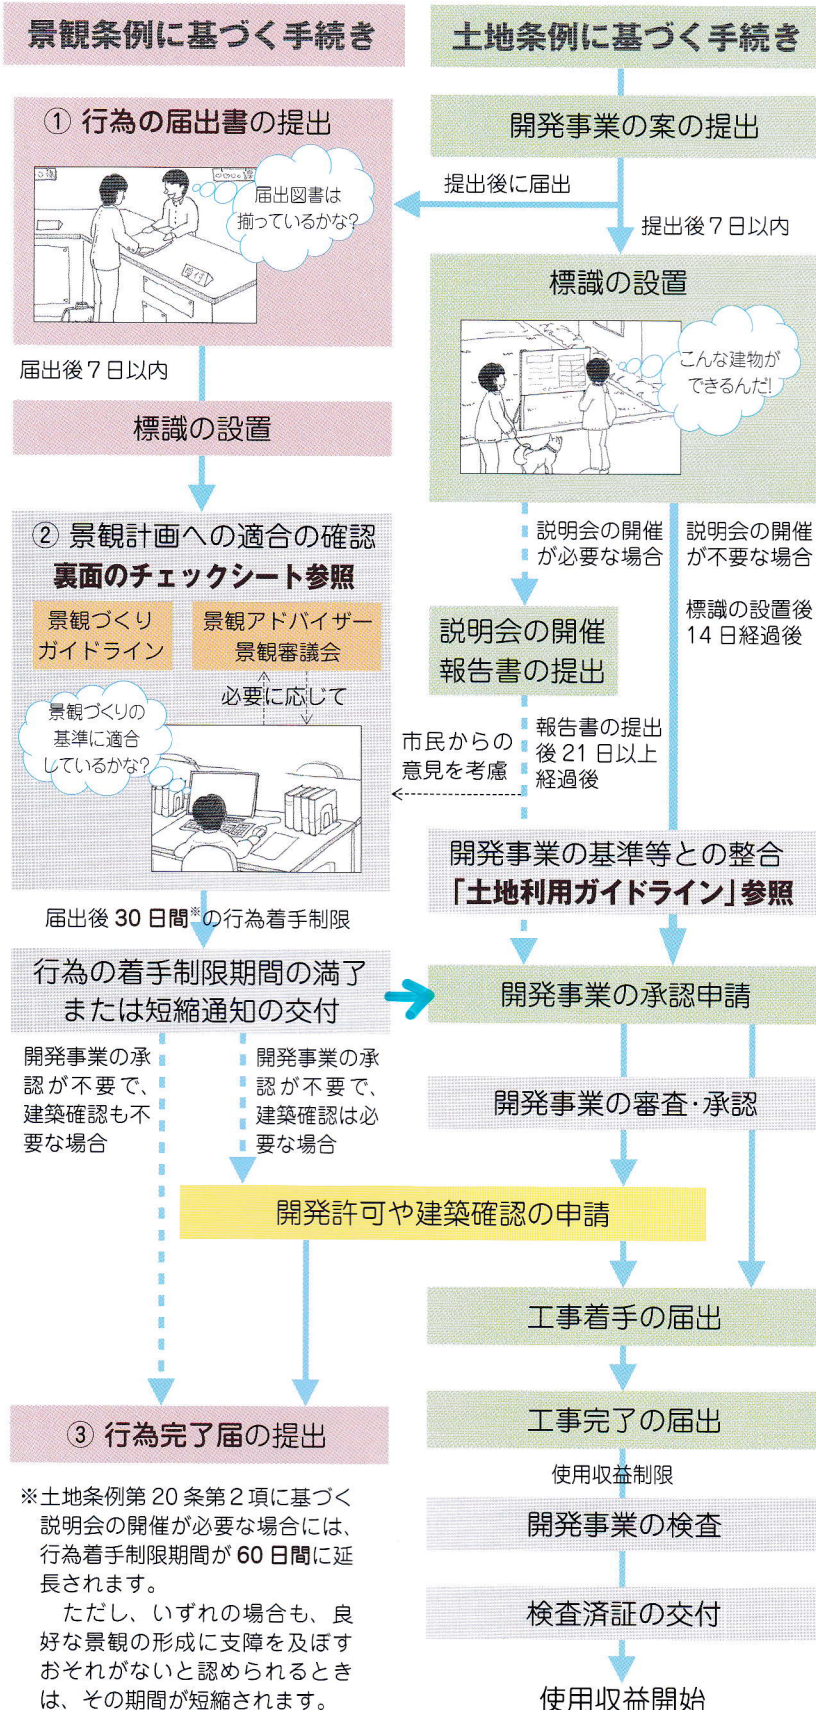 景観条例に基づく手続き
土地条例に基づく手続き
① 行為の届出書の提出
届出図書は
揃っているかな?
受付
開発事業の案の提出
提出後に届出
提出後7日以内
標識の設置
こんな建物が
できるんだ!
届出後7日以内
標識の設置
② 景観計画への適合の確認
裏面のチェックシート参照
景観づくり
ガイドライン
景観アドバイザー
景観審議会
必要に応じて
景観づくりの
基準に適合
しているかな?
説明会の開催
が必要な場合
説明会の開催
が不要な場合
標識の設置後
14日経過後
説明会の開催
報告書の提出
市民からの
意見を考慮
報告書の提出
後21日以上
経過後
開発事業の基準等との整合
「土地利用ガイドライン」参照
届出後 30 日間※の行為着手制限
行為の着手制限期間の満了
または短縮通知の交付
開発事業の承認申請
開発事業の承
認が不要で、
建築確認も不
要な場合
開発事業の承
認が不要で、
建築確認は必
要な場合
開発事業の審査・承認
開発許可や建築確認の申請
工事着手の届出
③ 行為完了届の提出
工事完了の届出
使用収益制限
開発事業の検査
検査済証の交付
使用収益開始
※土地条例第 20 条第2項に基づく
説明会の開催が必要な場合には、
行為着手制限期間が 60 日間に延
長されます。
ただし、いずれの場合も、良
好な景観の形成に支障を及ぼす
おそれがないと認められるとき
は、その期間が短縮されます。